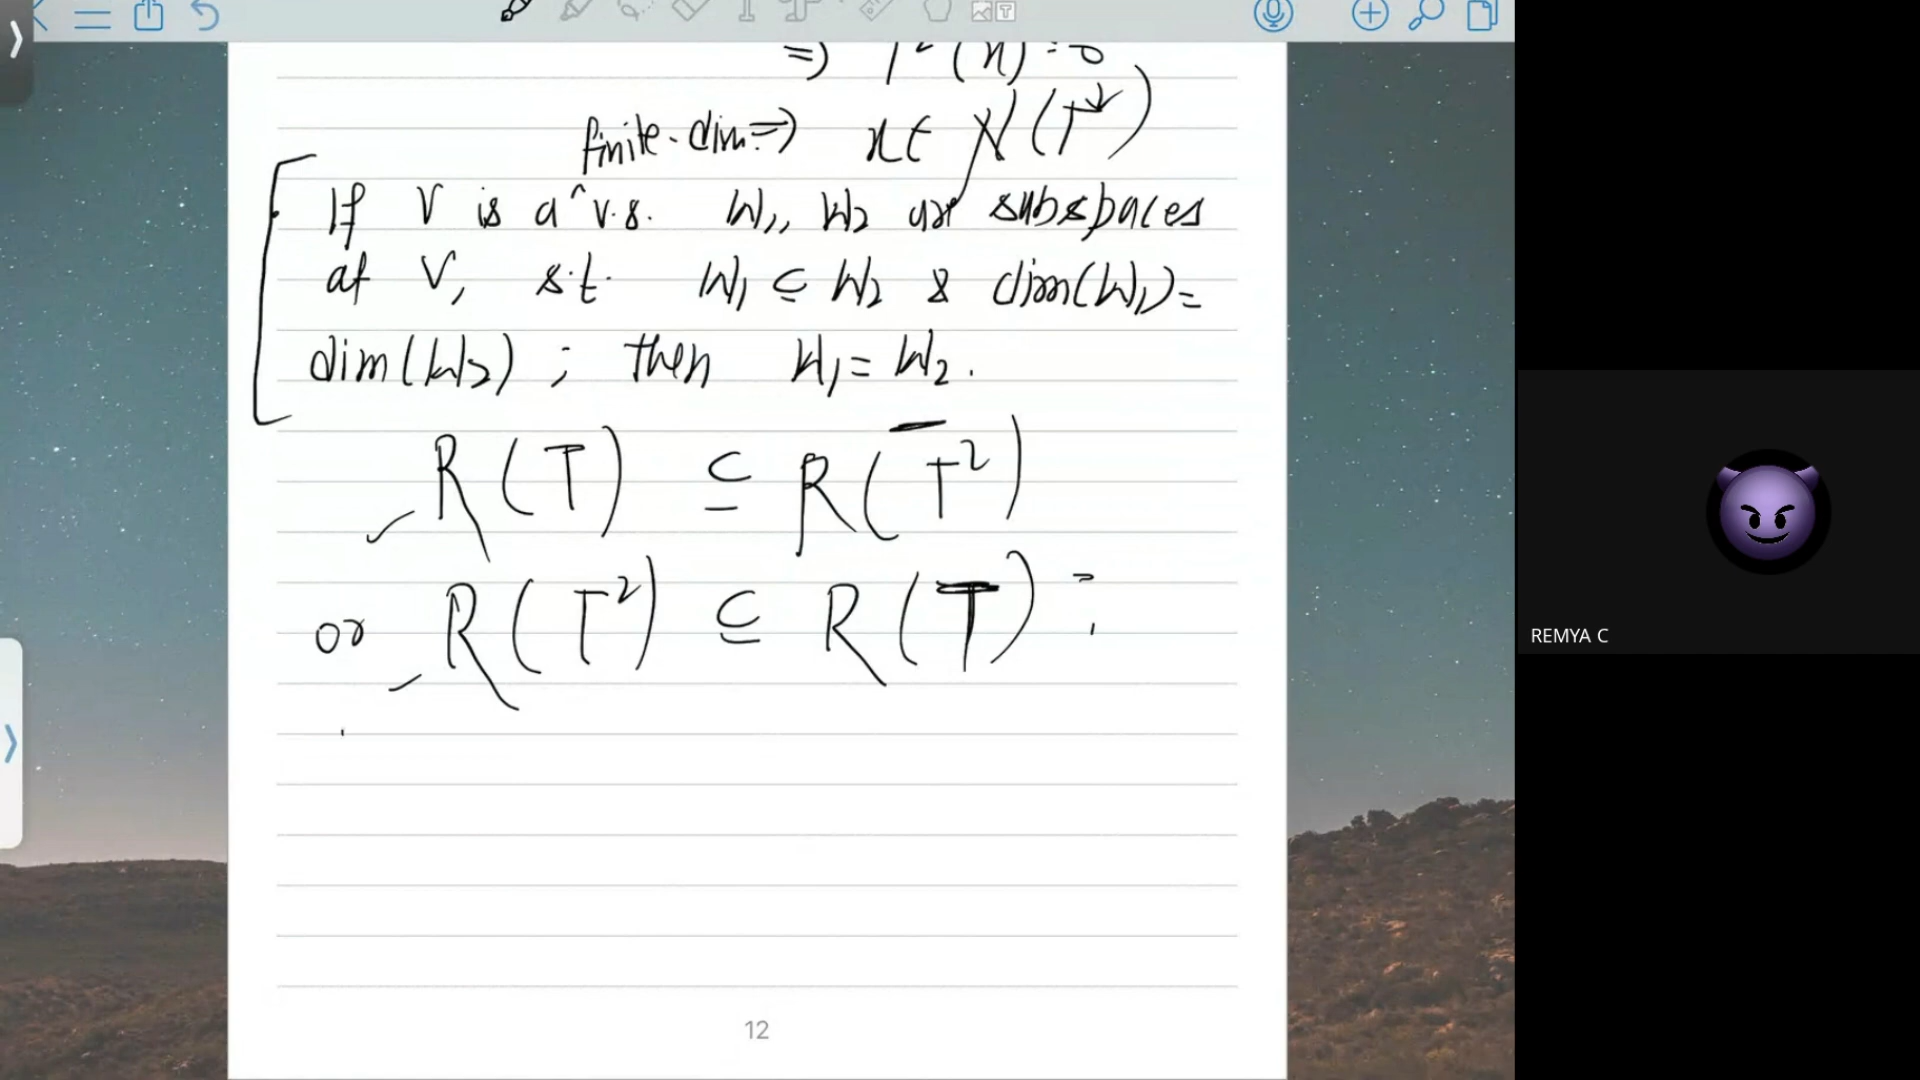 =) T² (x) = 0
finite-dim =) x ∈ N (T²)
If V is a ^ v.s. W₁, W₂ are subspaces
of V, s.t. W₁ ⊆ W₂ & dim(W₁) =
dim(W₂) ; then W₁ = W₂.
R(T) ⊆ R(T²)
or R(T²) ⊆ R(T) ?
12
REMYA C